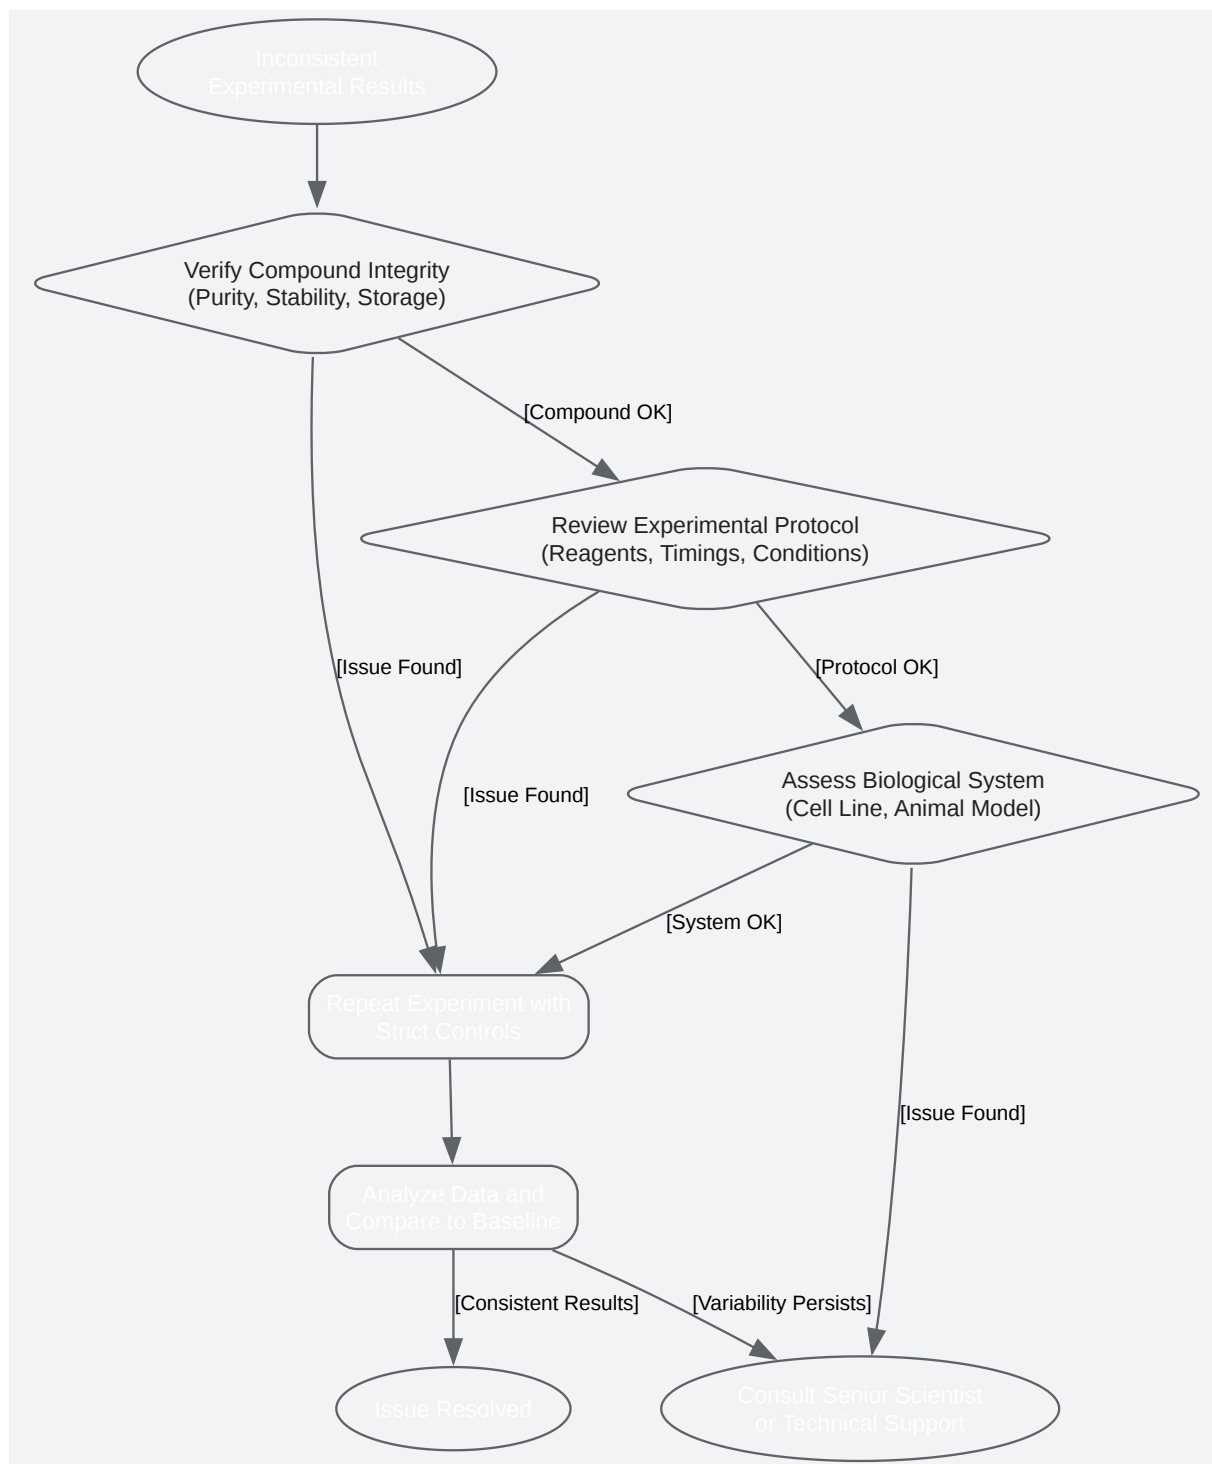 Inconsistent
Experimental Results
Verify Compound Integrity
(Purity, Stability, Storage)
[Compound OK]
Review Experimental Protocol
(Reagents, Timings, Conditions)
[Issue Found]
[Protocol OK]
Assess Biological System
(Cell Line, Animal Model)
[Issue Found]
[System OK]
Repeat Experiment with
Strict Controls
[Issue Found]
Analyze Data and
Compare to Baseline
[Consistent Results]
[Variability Persists]
Issue Resolved
Consult Senior Scientist
or Technical Support